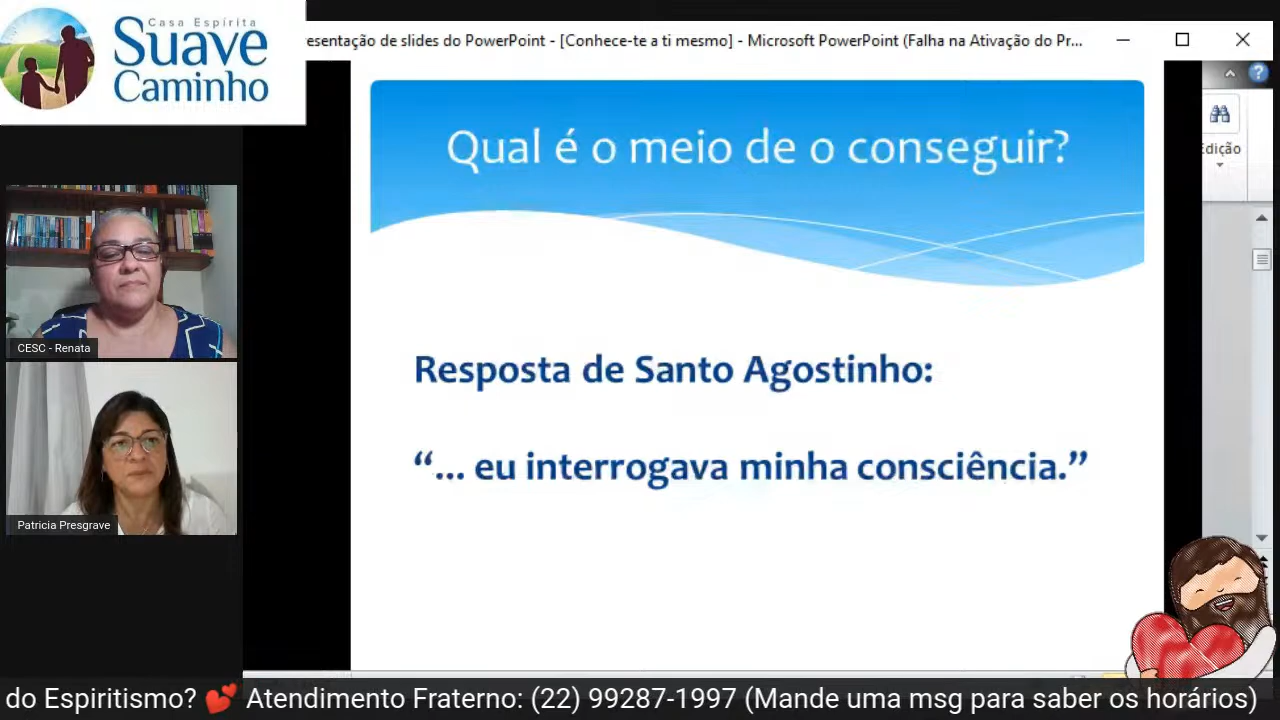 Casa Espírita
Suave
Caminho
resentação de slides do PowerPoint - [Conhece-te a ti mesmo] - Microsoft PowerPoint (Falha na Ativação do Pr...
Edição
Qual é o meio de o conseguir?
Resposta de Santo Agostinho:
“... eu interrogava minha consciência.”
CESC - Renata
Patricia Presgrave
do Espiritismo? 💕 Atendimento Fraterno: (22) 99287-1997 (Mande uma msg para saber os horários)